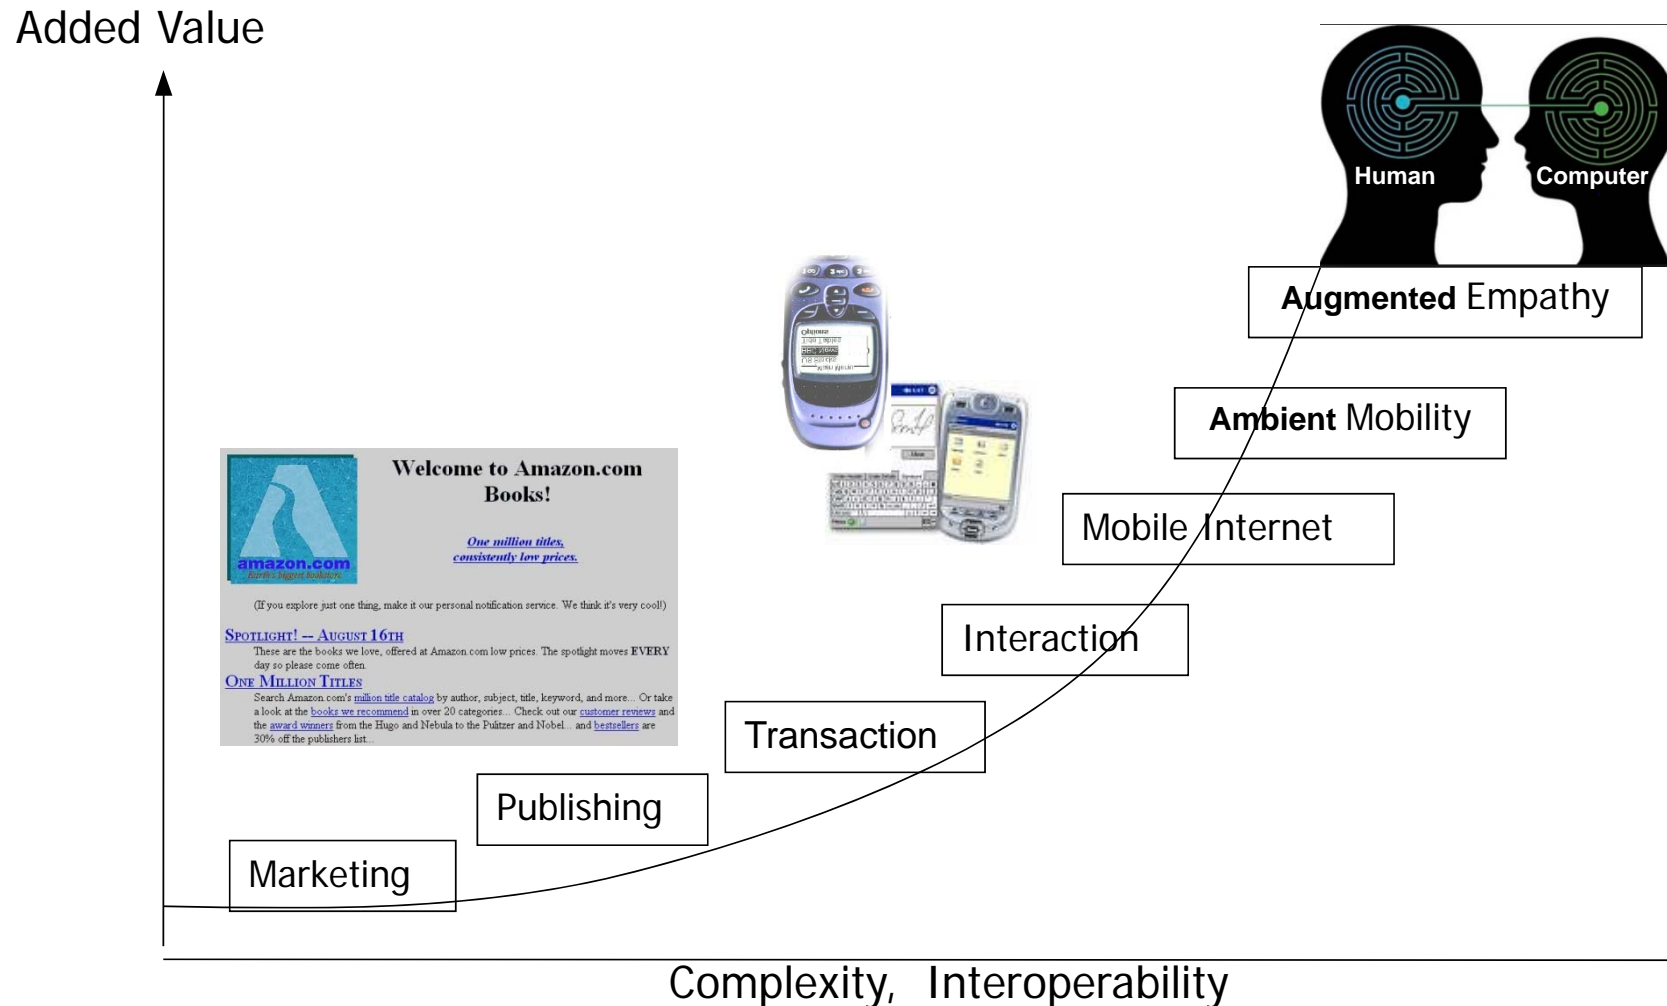 Added Value
Human
Computer
Augmented Empathy
Ambient Mobility
Mobile Internet
Interaction
Transaction
Publishing
Marketing
Complexity, Interoperability
Welcome to Amazon.com
Books!
One million titles,
consistently low prices.
amazon.com
Earth's biggest bookstore
(If you explore just one thing, make it our personal notification service. We think it's very cool!)
SPOTLIGHT! -- AUGUST 16TH
These are the books we love, offered at Amazon.com low prices. The spotlight moves EVERY
day so please come often.
ONE MILLION TITLES
Search Amazon.com's million title catalog by author, subject, title, keyword, and more... Or take
a look at the books we recommend in over 20 categories... Check out our customer reviews and
the award winners from the Hugo and Nebula to the Pulitzer and Nobel... and bestsellers are
30% off the publishers list...
Options
Main Menu